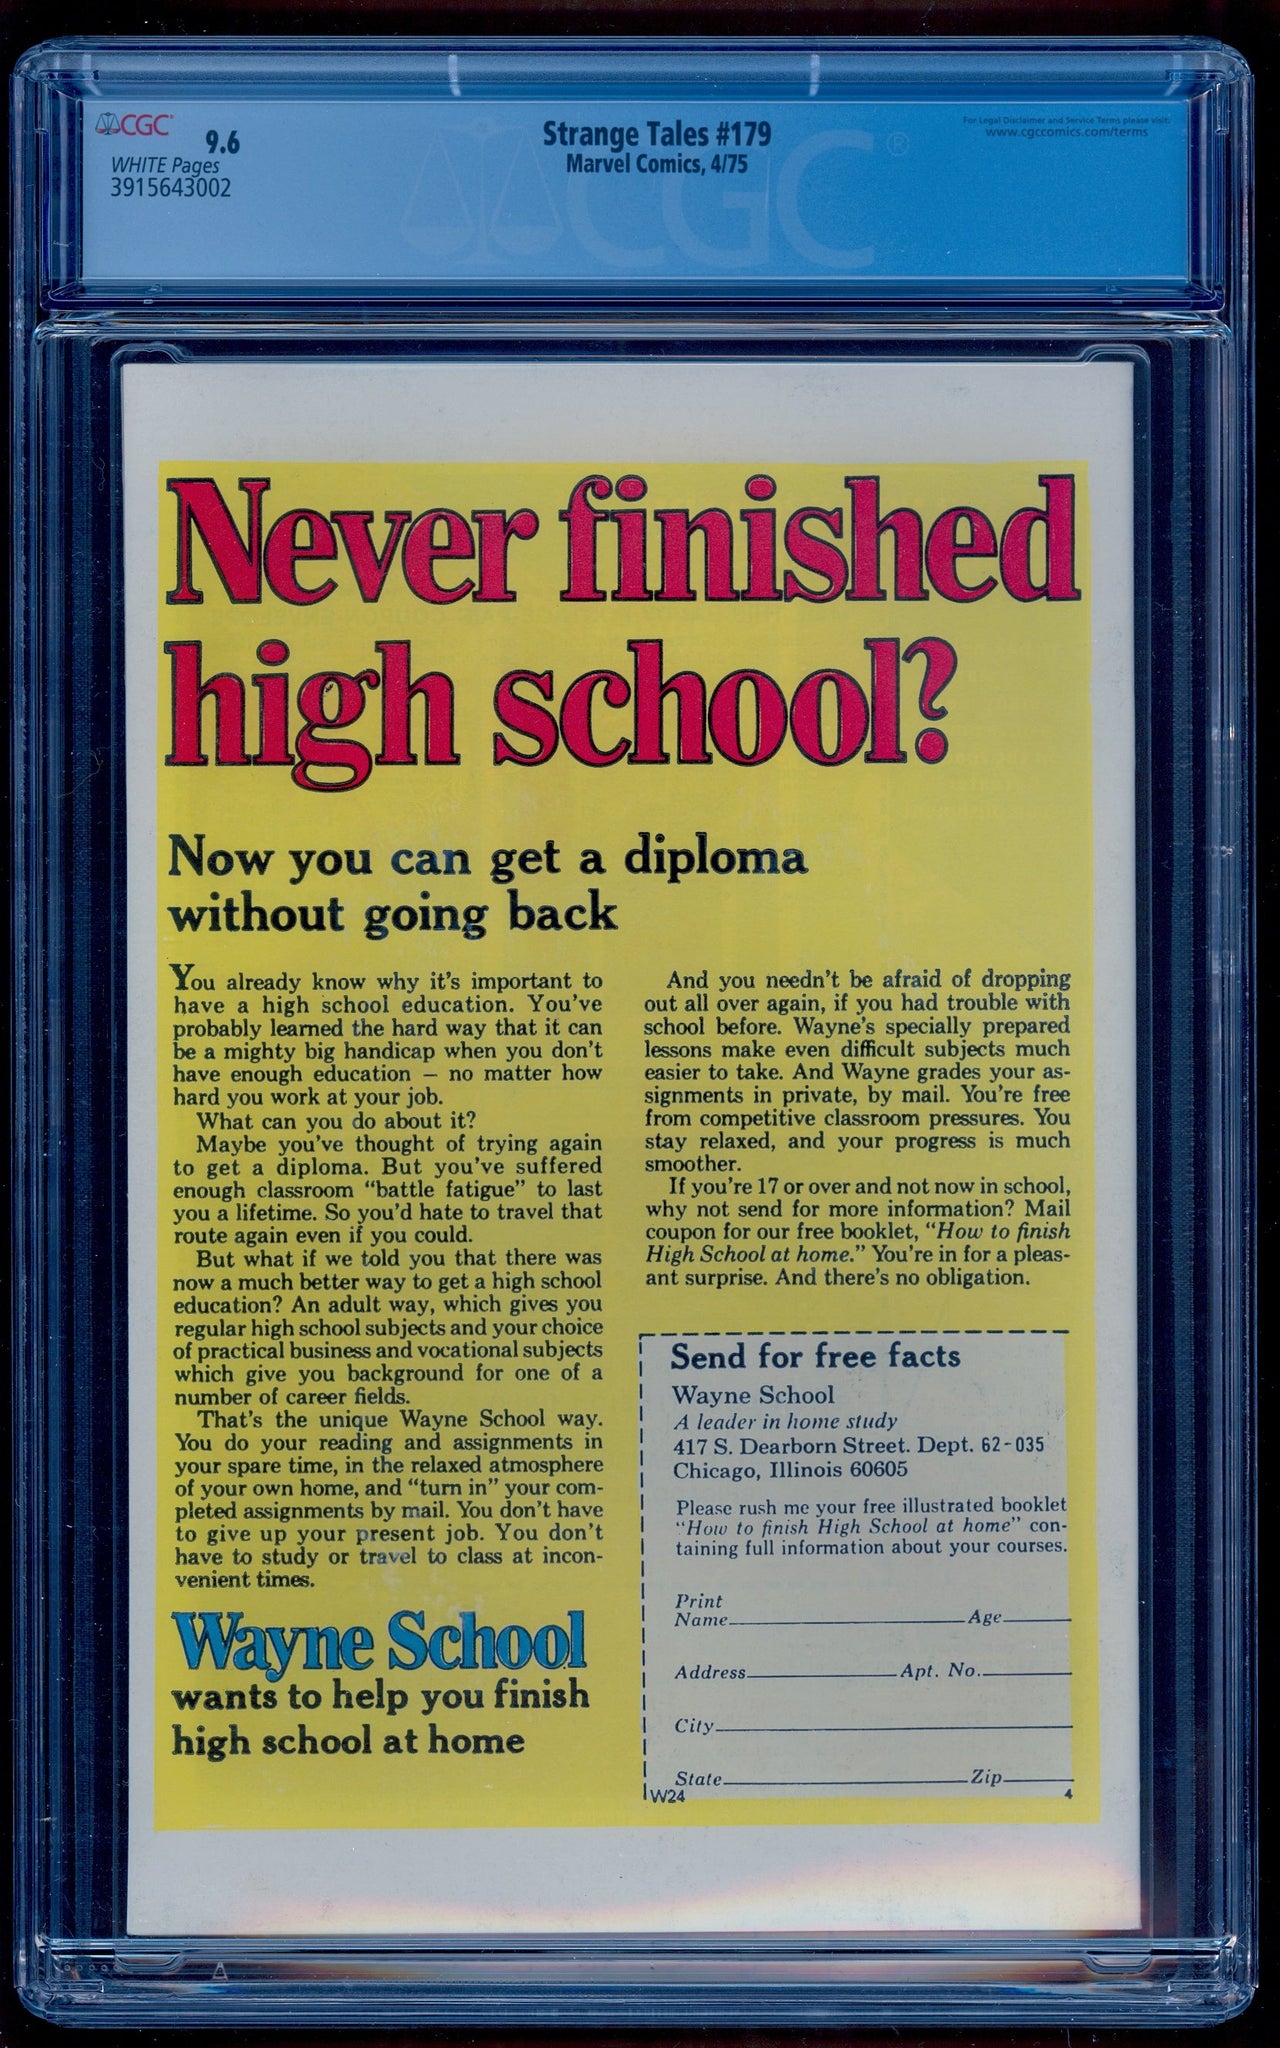 CGC
9.6
WHITE Pages
3915643002
Strange Tales #179
Marvel Comics, 4/75
For Legal Disclaimer and Service Terms please visit:
www.cgccomics.com/terms
CGC®
Never finished
high school?
Now you can get a diploma
without going back
You already know why it's important to
have a high school education. You've
probably learned the hard way that it can
be a mighty big handicap when you don't
have enough education – no matter how
hard you work at your job.
What can you do about it?
Maybe you've thought of trying again
to get a diploma. But you've suffered
enough classroom "battle fatigue" to last
you a lifetime. So you'd hate to travel that
route again even if you could.
But what if we told you that there was
now a much better way to get a high school
education? An adult way, which gives you
regular high school subjects and your choice
of practical business and vocational subjects
which give you background for one of a
number of career fields.
That's the unique Wayne School way.
You do your reading and assignments in
your spare time, in the relaxed atmosphere
of your own home, and "turn in" your com-
pleted assignments by mail. You don't have
to give up your present job. You don't
have to study or travel to class at incon-
venient times.
Wayne School
wants to help you finish
high school at home
And you needn't be afraid of dropping
out all over again, if you had trouble with
school before. Wayne's specially prepared
lessons make even difficult subjects much
easier to take. And Wayne grades your as-
signments in private, by mail. You're free
from competitive classroom pressures. You
stay relaxed, and your progress is much
smoother.
If you're 17 or over and not now in school,
why not send for more information? Mail
coupon for our free booklet, "How to finish
High School at home." You're in for a pleas-
ant surprise. And there's no obligation.
Send for free facts
Wayne School
A leader in home study
417 S. Dearborn Street. Dept. 62-035
Chicago, Illinois 60605
Please rush me your free illustrated booklet
"How to finish High School at home" con-
taining full information about your courses.
Print
Name Age
Address Apt. No.
City
State Zip
W24 4